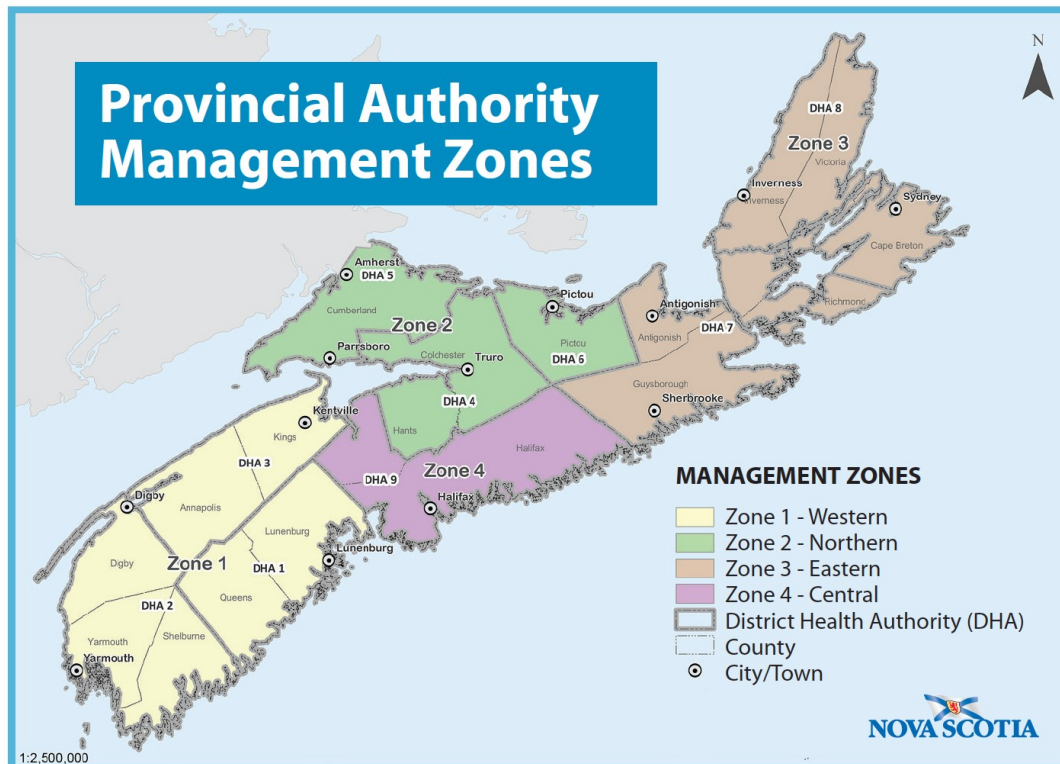 Provincial Authority
Management Zones
N
DHA 8
Zone 3
Victoria
Inverness
Inverness
Sydney
Cape Breton
Richmond
Amherst
DHA 5
Cumberland
Zone 2
Pictou
Antigonish
DHA 7
Antigonish
Parrsboro
Colchester
Truro
Pictou
DHA 6
Guysborough
Sherbrooke
DHA 4
Kentville
Kings
Hants
Halifax
DHA 3
Zone 4
DHA 9
Halifax
Digby
Annapolis
Lunenburg
Lunenburg
Digby
Zone 1
DHA 1
Queens
DHA 2
Yarmouth
Shelburne
Yarmouth
MANAGEMENT ZONES
Zone 1 - Western
Zone 2 - Northern
Zone 3 - Eastern
Zone 4 - Central
District Health Authority (DHA)
County
City/Town
NOVA SCOTIA
1:2,500,000